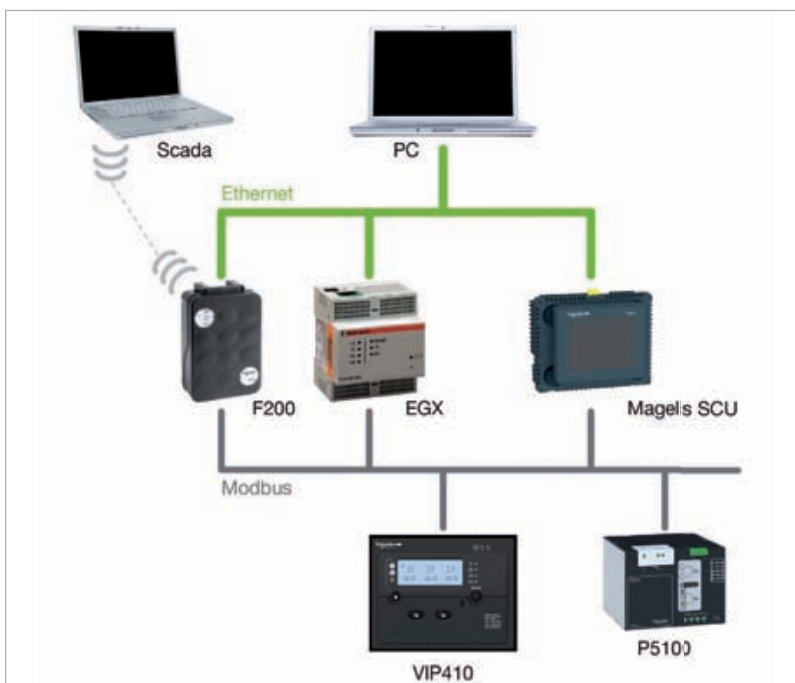 Scada
PC
Ethernet
F200
EGX
Magelis SCU
Modbus
VIP410
P5100